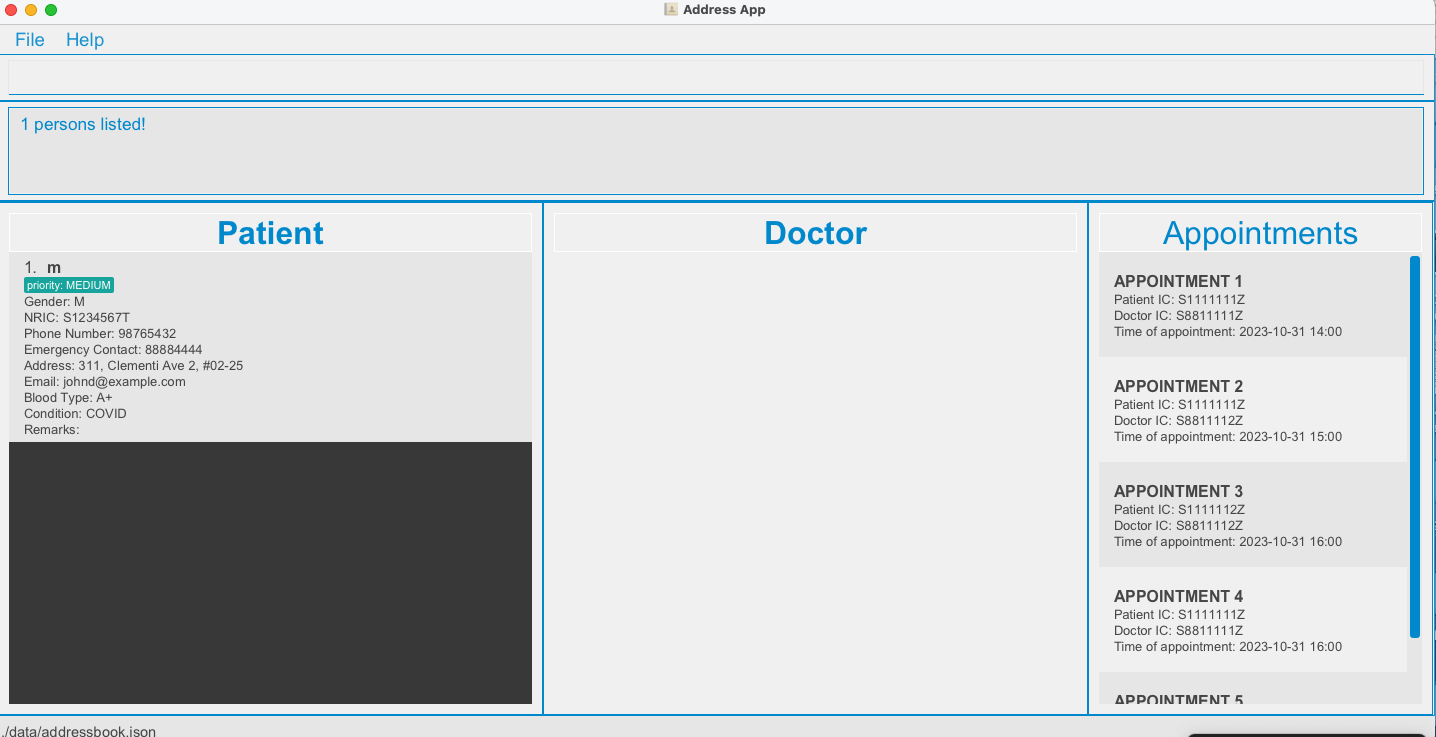 Address App
File Help
1 persons listed!
Patient
1. m
priority: MEDIUM
Gender: M
NRIC: S1234567T
Phone Number: 98765432
Emergency Contact: 88884444
Address: 311, Clementi Ave 2, #02-25
Email: johnd@example.com
Blood Type: A+
Condition: COVID
Remarks:
Doctor
Appointments
APPOINTMENT 1
Patient IC: S1111111Z
Doctor IC: S8811111Z
Time of appointment: 2023-10-31 14:00
APPOINTMENT 2
Patient IC: S1111111Z
Doctor IC: S8811112Z
Time of appointment: 2023-10-31 15:00
APPOINTMENT 3
Patient IC: S1111112Z
Doctor IC: S8811112Z
Time of appointment: 2023-10-31 16:00
APPOINTMENT 4
Patient IC: S1111111Z
Doctor IC: S8811111Z
Time of appointment: 2023-10-31 16:00
APPOINTMENT 5
./data/addressbook.json